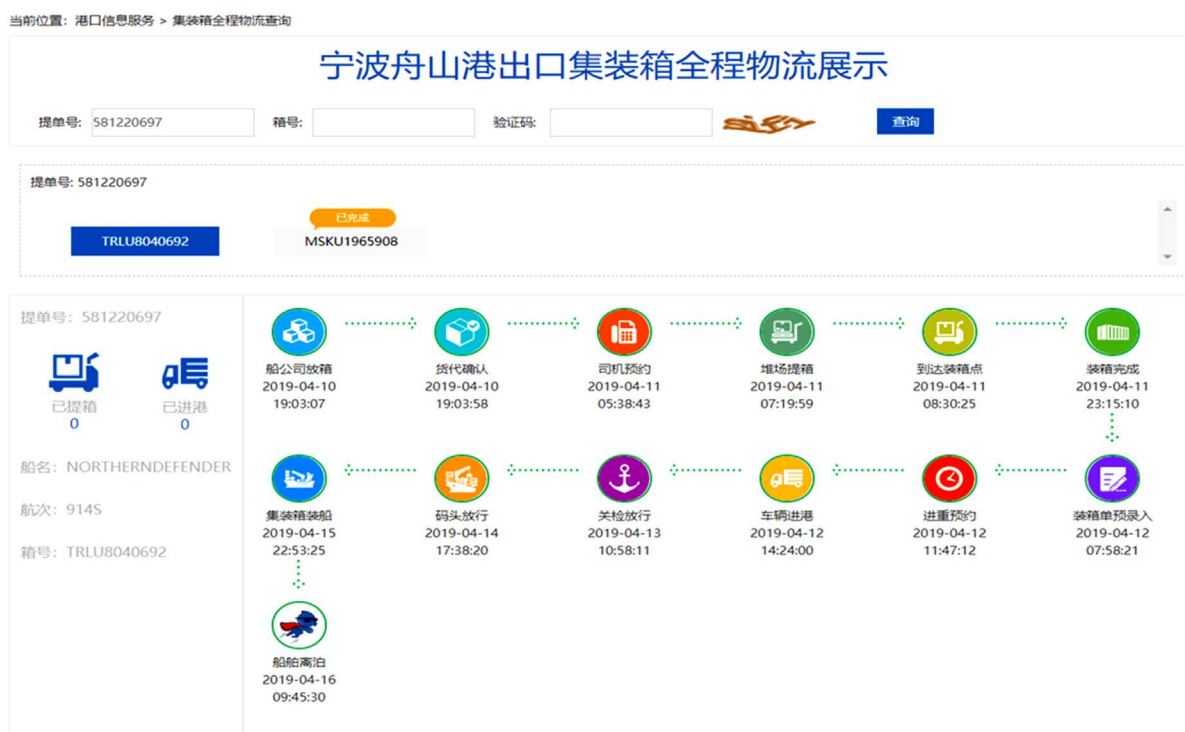 当前位置：港口信息服务 > 集装箱全程物流查询
宁波舟山港出口集装箱全程物流展示
提单号: 581220697 箱号: 验证码: 查询
提单号: 581220697
已完成
TRLU8040692 MSKU1965908
提单号：581220697
已提箱 已进港
0 0
船名：NORTHERNDEFENDER
航次：914S
箱号：TRLU8040692
船公司放箱 货代确认 司机预约 堆场提箱 到达装箱点 装箱完成
2019-04-10 2019-04-10 2019-04-11 2019-04-11 2019-04-11 2019-04-11
19:03:07 19:03:58 05:38:43 07:19:59 08:30:25 23:15:10
集装箱装船 码头放行 关检放行 车辆进港 进重预约 装箱单预录入
2019-04-15 2019-04-14 2019-04-13 2019-04-12 2019-04-12 2019-04-12
22:53:25 17:38:20 10:58:11 14:24:00 11:47:12 07:58:21
船舶离泊
2019-04-16
09:45:30